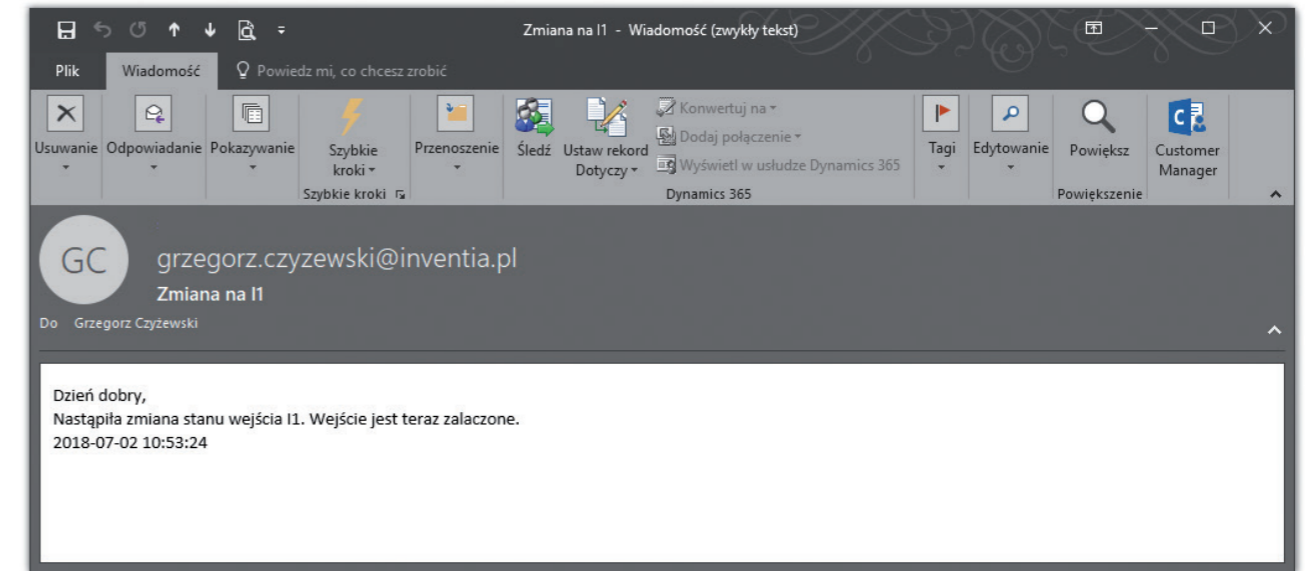 Zmiana na I1 - Wiadomość (zwykły tekst)
Plik Wiadomość Powiedz mi, co chcesz zrobić
Usuwanie Odpowiadanie Pokazywanie Szybkie kroki Przenoszenie Śledź Ustaw rekord Dotyczy
Konwertuj na
Dodaj połączenie
Wyświetl w usłudze Dynamics 365
Tagi Edytowanie Powiększ Customer Manager
Szybkie kroki Dynamics 365 Powiększenie
GC
grzegorz.czyzewski@inventia.pl
Zmiana na I1
Do Grzegorz Czyżewski
Dzień dobry,
Nastąpiła zmiana stanu wejścia I1. Wejście jest teraz zalaczone.
2018-07-02 10:53:24